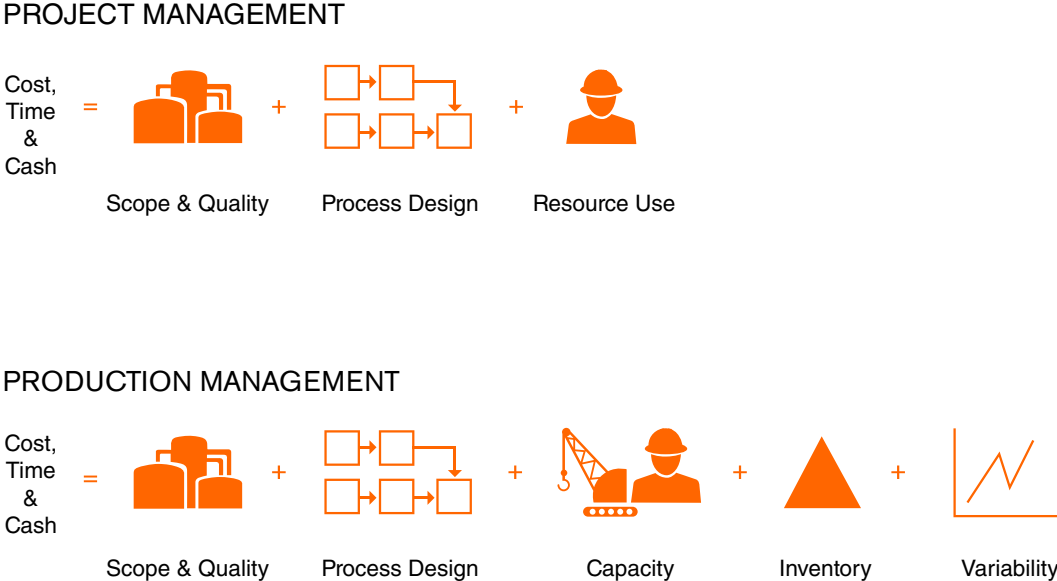 PROJECT MANAGEMENT
Cost,
Time
&
Cash
=
+
+
Scope & Quality
Process Design
Resource Use
PRODUCTION MANAGEMENT
Cost,
Time
&
Cash
=
+
+
+
+
Scope & Quality
Process Design
Capacity
Inventory
Variability